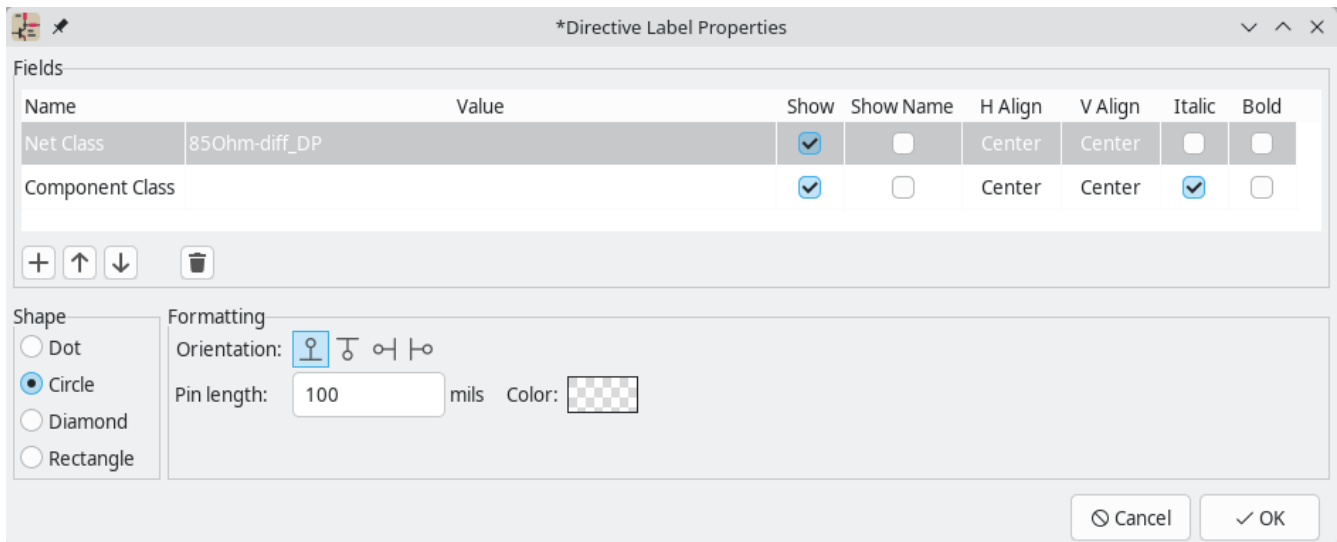 *Directive Label Properties
Fields
Name Value Show Show Name H Align V Align Italic Bold
Net Class 85Ohm-diff_DP Center Center
Component Class Center Center
Shape
Dot
Circle
Diamond
Rectangle
Formatting
Orientation:
Pin length: 100 mils Color:
Cancel OK